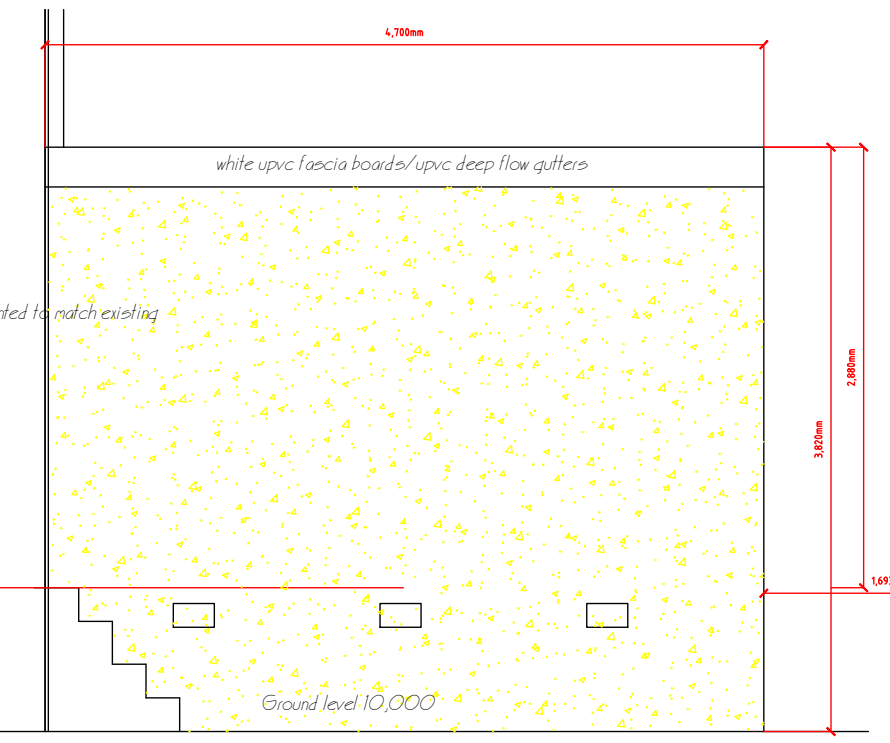 4,700mm
white upvc fascia boards/upvc deep flow gutters
to match existing
2,880mm
3,820mm
Ground level 10,000